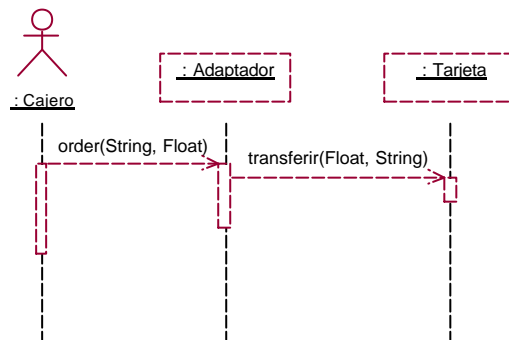 : Adaptador
: Tarjeta
: Cajero
order(String, Float)
transferir(Float, String)